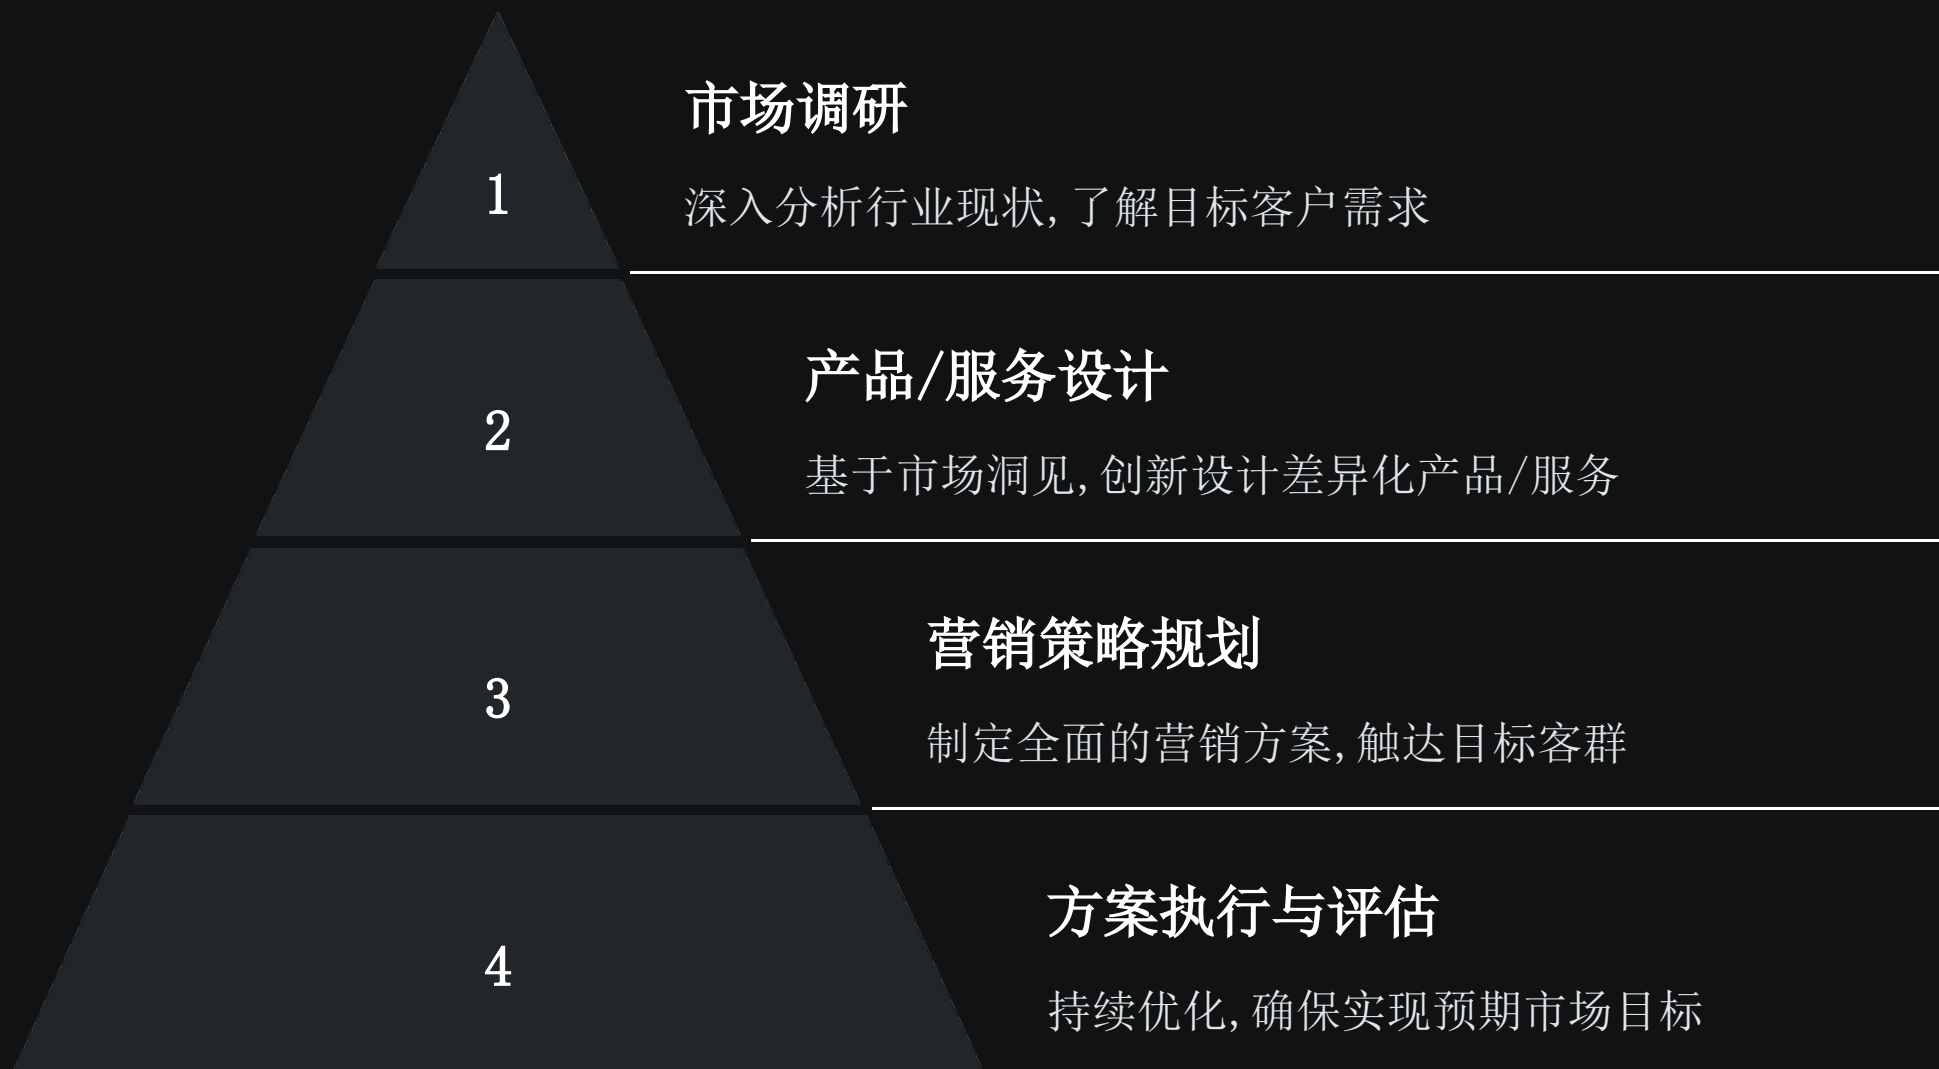 市场调研
1
深入分析行业现状,了解目标客户需求
产品/服务设计
2
基于市场洞见,创新设计差异化产品/服务
营销策略规划
3
制定全面的营销方案,触达目标客群
方案执行与评估
4
持续优化,确保实现预期市场目标